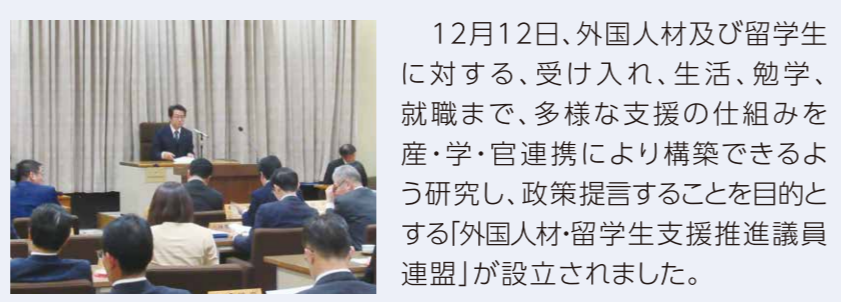 12月12日、外国人材及び留学生
に対する、受け入れ、生活、勉学、
就職まで、多様な支援の仕組みを
産・学・官連携により構築できるよ
う研究し、政策提言することを目的と
する「外国人材・留学生支援推進議員
連盟」が設立されました。